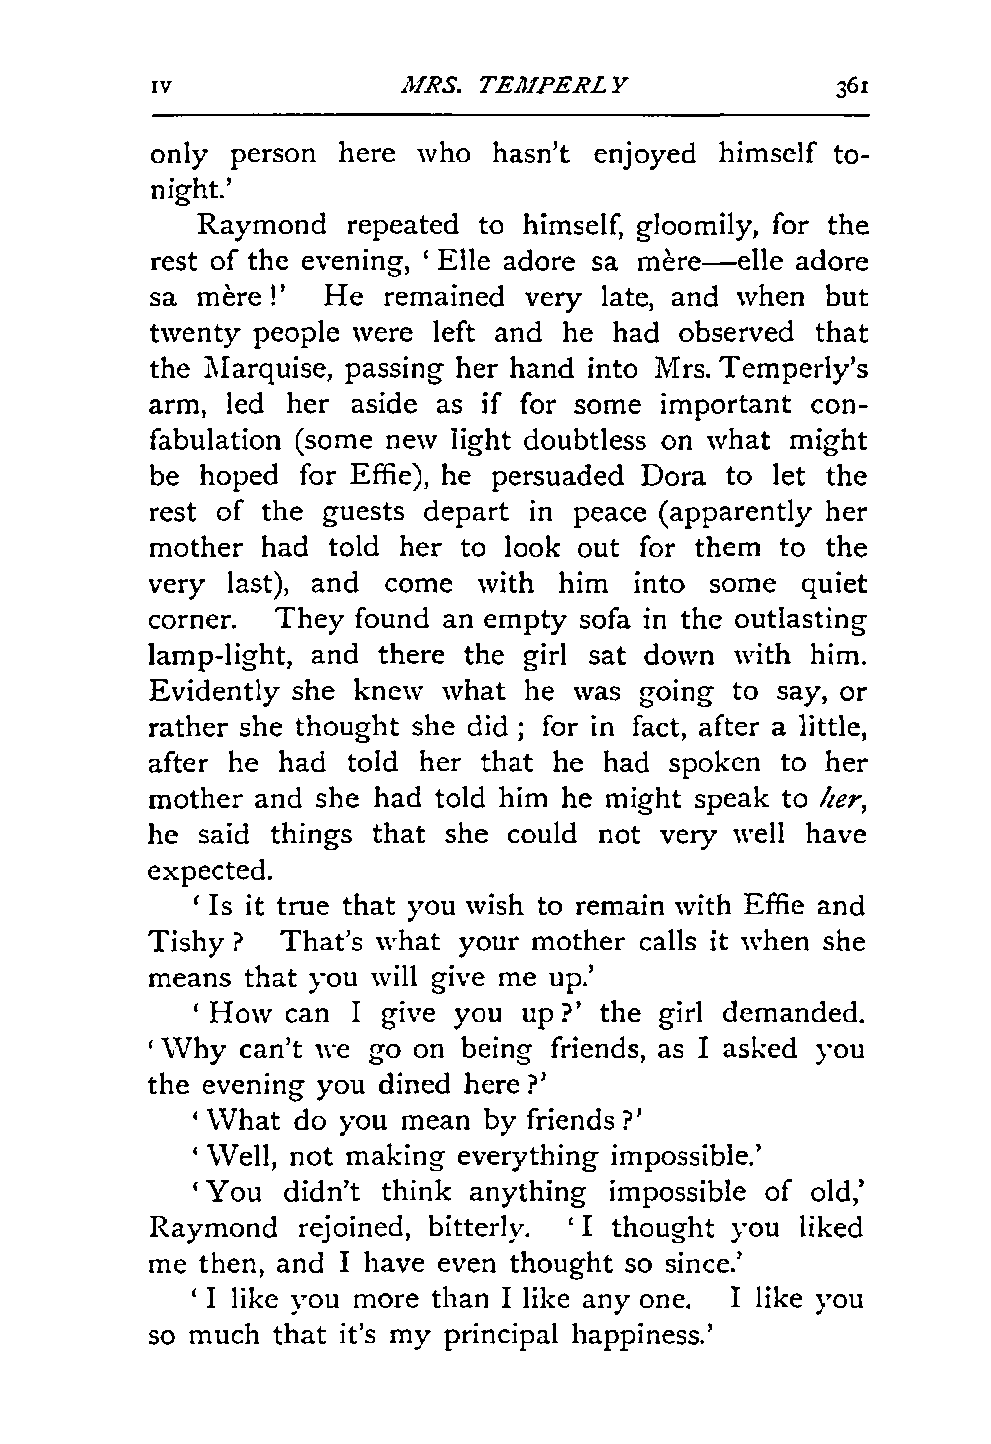 IV MRS. TEMPERLY 361
only person here who hasn't enjoyed himself to-
night.'
Raymond repeated to himself, gloomily, for the
rest of the evening, 'Elle adore sa mère—elle adore
sa mère!' He remained very late, and when but
twenty people were left and he had observed that
the Marquise, passing her hand into Mrs. Temperly's
arm, led her aside as if for some important con-
fabulation (some new light doubtless on what might
be hoped for Effie), he persuaded Dora to let the
rest of the guests depart in peace (apparently her
mother had told her to look out for them to the
very last), and come with him into some quiet
corner. They found an empty sofa in the outlasting
lamp-light, and there the girl sat down with him.
Evidently she knew what he was going to say, or
rather she thought she did; for in fact, after a little,
after he had told her that he had spoken to her
mother and she had told him he might speak to her,
he said things that she could not very well have
expected.
'Is it true that you wish to remain with Effie and
Tishy? That's what your mother calls it when she
means that you will give me up.'
'How can I give you up?' the girl demanded.
'Why can't we go on being friends, as I asked you
the evening you dined here?'
'What do you mean by friends?'
'Well, not making everything impossible.'
'You didn't think anything impossible of old,'
Raymond rejoined, bitterly. 'I thought you liked
me then, and I have even thought so since.'
'I like you more than I like any one. I like you
so much that it's my principal happiness.'